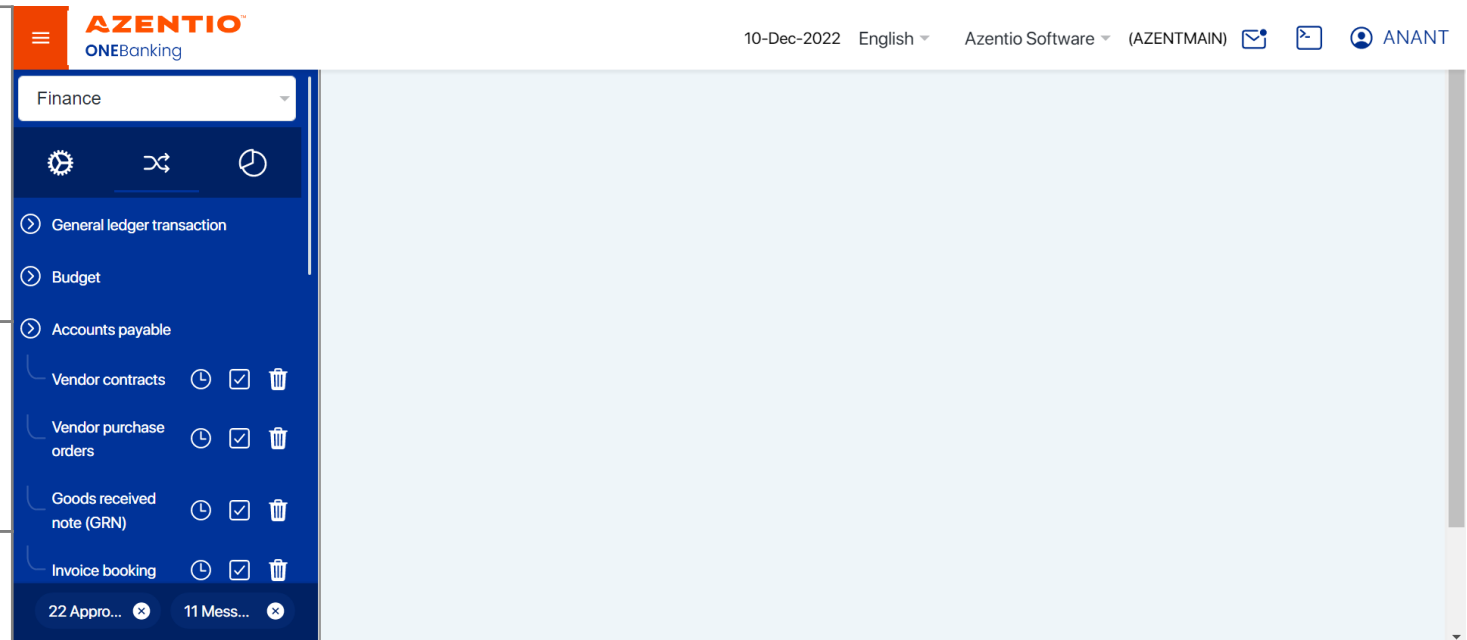 AZENTIO™
ONEBanking
10-Dec-2022 English Azentio Software (AZENTMAIN) ANANT
Finance
General ledger transaction
Budget
Accounts payable
Vendor contracts
Vendor purchase
orders
Goods received
note (GRN)
Invoice booking
22 Appro... 11 Mess...